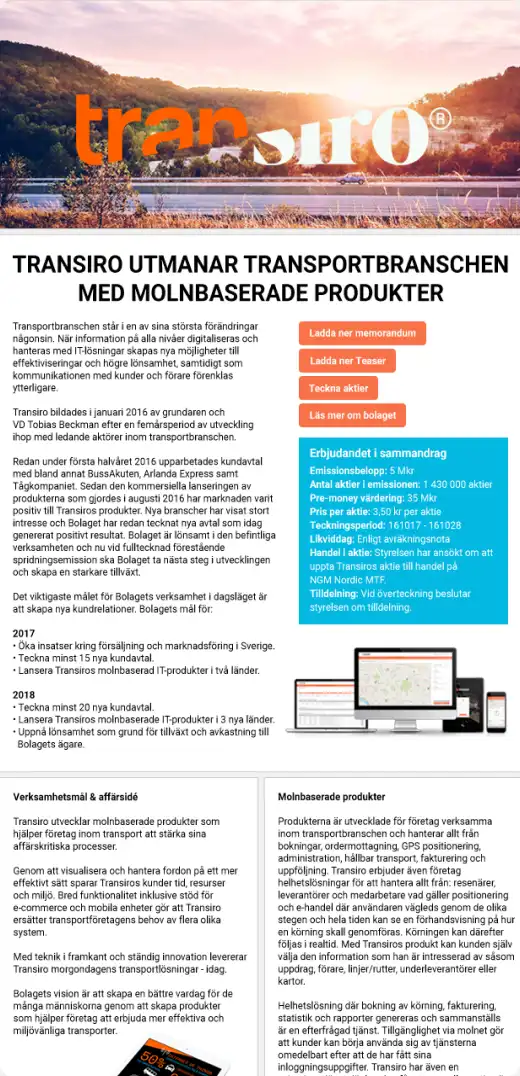 transiro®
TRANSIRO UTMANAR TRANSPORTBRANSCHEN
MED MOLNBASERADE PRODUKTER
Transportbranschen står i en av sina största förändringar
någonsin. När information på alla nivåer digitaliseras och
hanteras med IT-lösningar skapas nya möjligheter till
effektiviseringar och högre lönsamhet, samtidigt som
kommunikationen med kunder och förare förenklas
ytterligare.
Transiro bildades i januari 2016 av grundaren och
VD Tobias Beckman efter en femårsperiod av utveckling
ihop med ledande aktörer inom transportbranschen.
Redan under första halvåret 2016 upparbetades kundavtal
med bland annat BussAkuten, Arlanda Express samt
Tågkompaniet. Sedan den kommersiella lanseringen av
produkterna som gjordes i augusti 2016 har marknaden varit
positiv till Transiros produkter. Nya branscher har visat stort
intresse och Bolaget har redan tecknat nya avtal som idag
genererat positivt resultat. Bolaget är lönsamt i den befintliga
verksamheten och nu vid fulltecknad förestående
spridningsemission ska Bolaget ta nästa steg i utvecklingen
och skapa en starkare tillväxt.
Det viktigaste målet för Bolagets verksamhet i dagsläget är
att skapa nya kundrelationer. Bolagets mål för:
2017
• Öka insatser kring försäljning och marknadsföring i Sverige.
• Teckna minst 15 nya kundavtal.
• Lansera Transiros molnbaserad IT-produkter i två länder.
2018
• Teckna minst 20 nya kundavtal.
• Lansera Transiros molnbaserade IT-produkter i 3 nya länder.
• Uppnå lönsamhet som grund för tillväxt och avkastning till
Bolagets ägare.
Ladda ner memorandum
Ladda ner Teaser
Teckna aktier
Läs mer om bolaget
Erbjudandet i sammandrag
Emissionsbelopp: 5 Mkr
Antal aktier i emissionen: 1 430 000 aktier
Pre-money värdering: 35 Mkr
Pris per aktie: 3,50 kr per aktie
Teckningsperiod: 161017 - 161028
Likviddag: Enligt avräkningsnota
Handel i aktie: Styrelsen har ansökt om att
uppta Transiros aktie till handel på
NGM Nordic MTF.
Tilldelning: Vid överteckning beslutar
styrelsen om tilldelning.
Verksamhetsmål & affärsidé
Transiro utvecklar molnbaserade produkter som
hjälper företag inom transport att stärka sina
affärskritiska processer.
Genom att visualisera och hantera fordon på ett mer
effektivt sätt sparar Transiros kunder tid, resurser
och miljö. Bred funktionalitet inklusive stöd för
e-commerce och mobila enheter gör att Transiro
ersätter transportföretagens behov av flera olika
system.
Med teknik i framkant och ständig innovation levererar
Transiro morgondagens transportlösningar - idag.
Bolagets vision är att skapa en bättre vardag för de
många människorna genom att skapa produkter
som hjälper företag att erbjuda mer effektiva och
miljövänliga transporter.
50%
Molnbaserade produkter
Produkterna är utvecklade för företag verksamma
inom transportbranschen och hanterar allt från
bokningar, ordermottagning, GPS positionering,
administration, hållbar transport, fakturering och
uppföljning. Transiro erbjuder även företag
helhetslösningar för att hantera allt från: resenärer,
leverantörer och medarbetare vad gäller positionering
och e-handel där användaren vägleds genom de olika
stegen och hela tiden kan se en förhandsvisning på hur
en körning skall genomföras. Körningen kan därefter
följas i realtid. Med Transiros produkt kan kunden själv
välja den information som han är intresserad av såsom
uppdrag, förare, linjer/rutter, underleverantörer eller
kartor.
Helhetslösning där bokning av körning, fakturering,
statistik och rapporter genereras och sammanställs
är en efterfrågad tjänst. Tillgänglighet via molnet gör
att kunder kan börja använda sig av tjänsterna
omedelbart efter att de har fått sina
inloggningsuppgifter. Transiro har även en